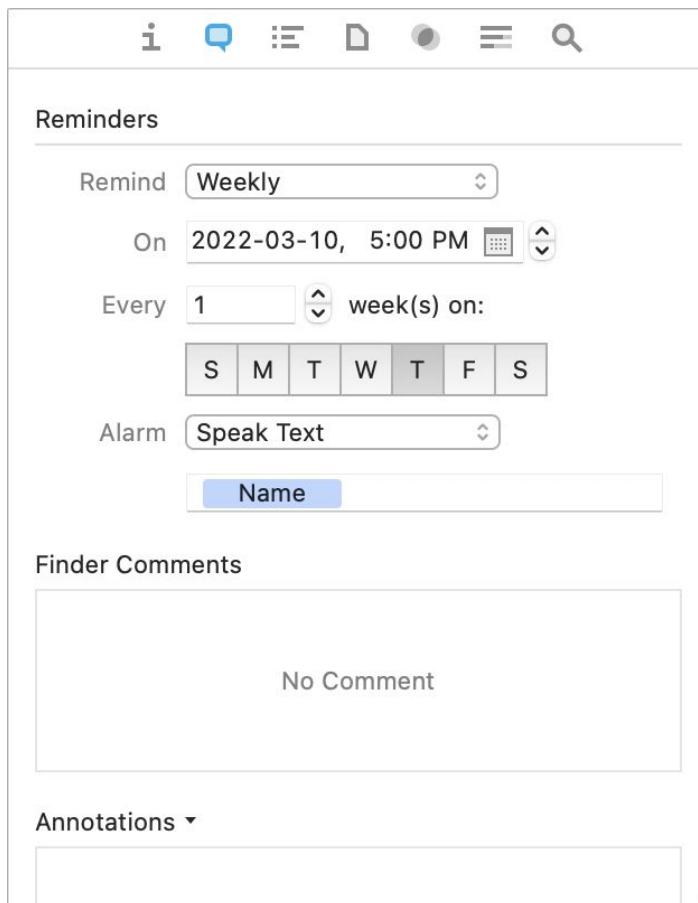 Reminders
Remind Weekly
On 2022-03-10, 5:00 PM
Every 1 week(s) on:
S M T W T F S
Alarm Speak Text
Name
Finder Comments
No Comment
Annotations